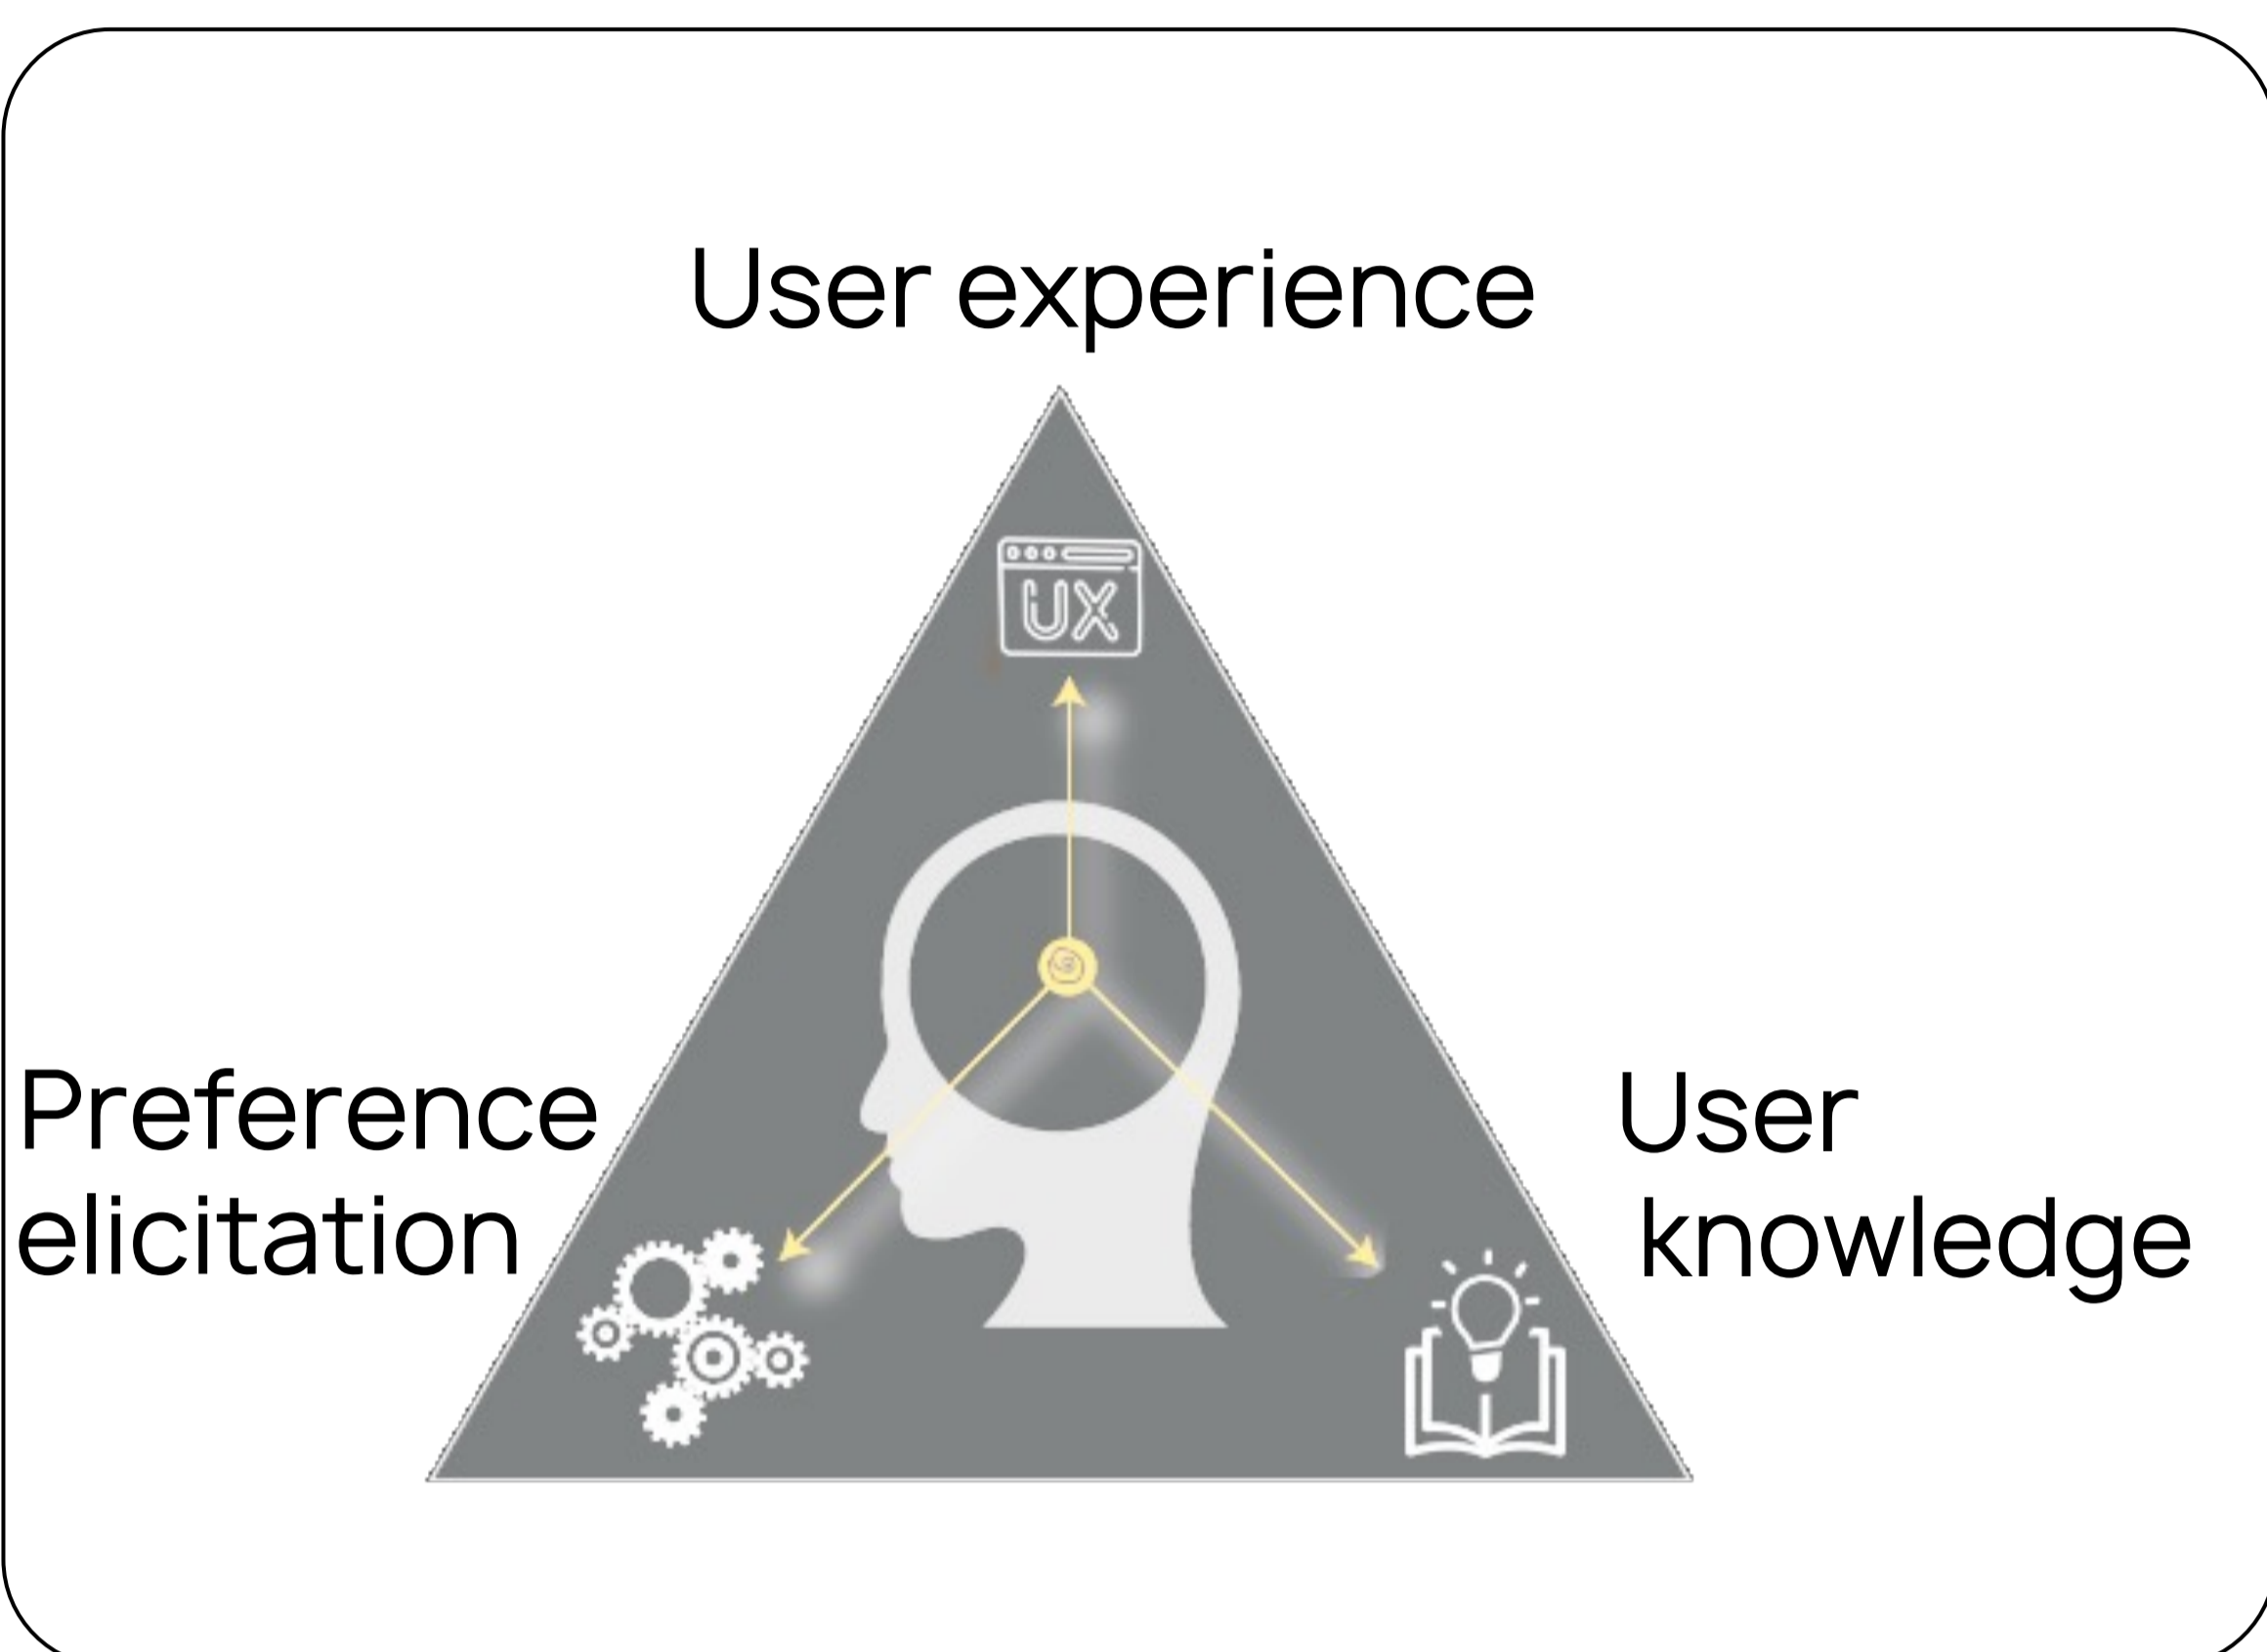 User experience
UX
Preference
elicitation
User
knowledge